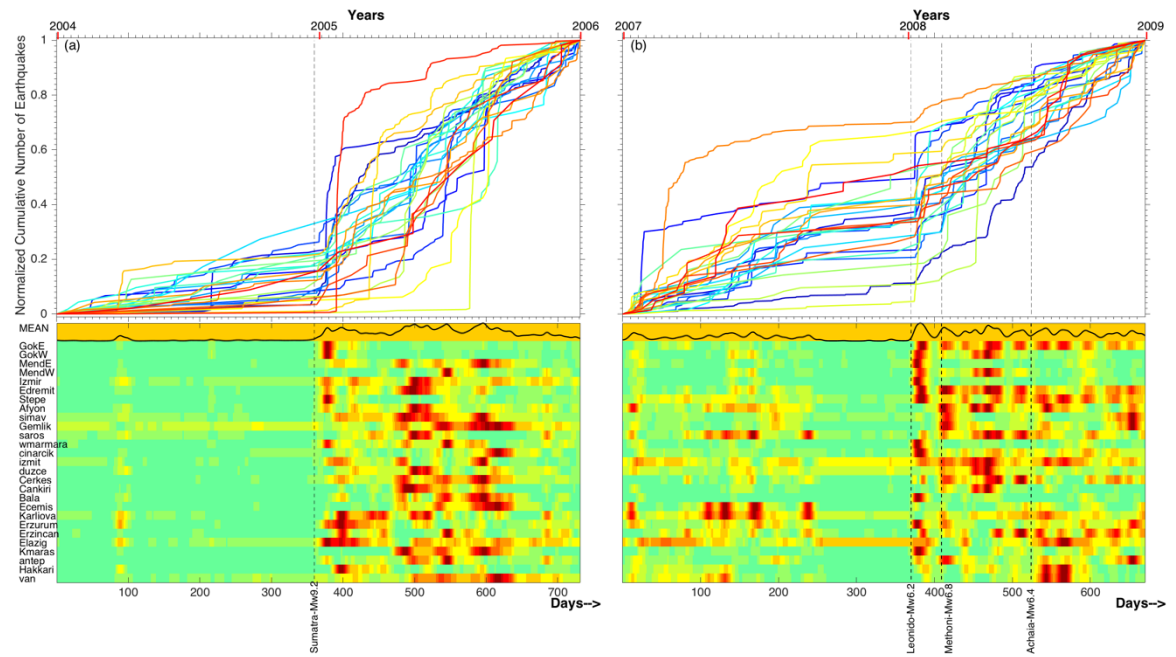 Years
Years
2004
2005
2006
2007
2008
2009
(a)
(b)
Normalized Cumulative Number of Earthquakes
1
0.8
0.6
0.4
0.2
0
MEAN
GokE
GokW
MendE
MendW
Izmir
Edremit
Stepe
Afyon
simav
Gemlik
saros
wmarmara
cinarcik
izmit
duzce
Cerkes
Cankiri
Bala
Ecemis
Karliova
Erzurum
Erzincan
Elazig
Kmaras
antep
Hakkari
van
100
200
300
400
500
600
700
Days-->
100
200
300
400
500
600
Days-->
Sumatra-Mw9.2
Leonido-Mw6.2
Methoni-Mw6.8
Achaia-Mw6.4